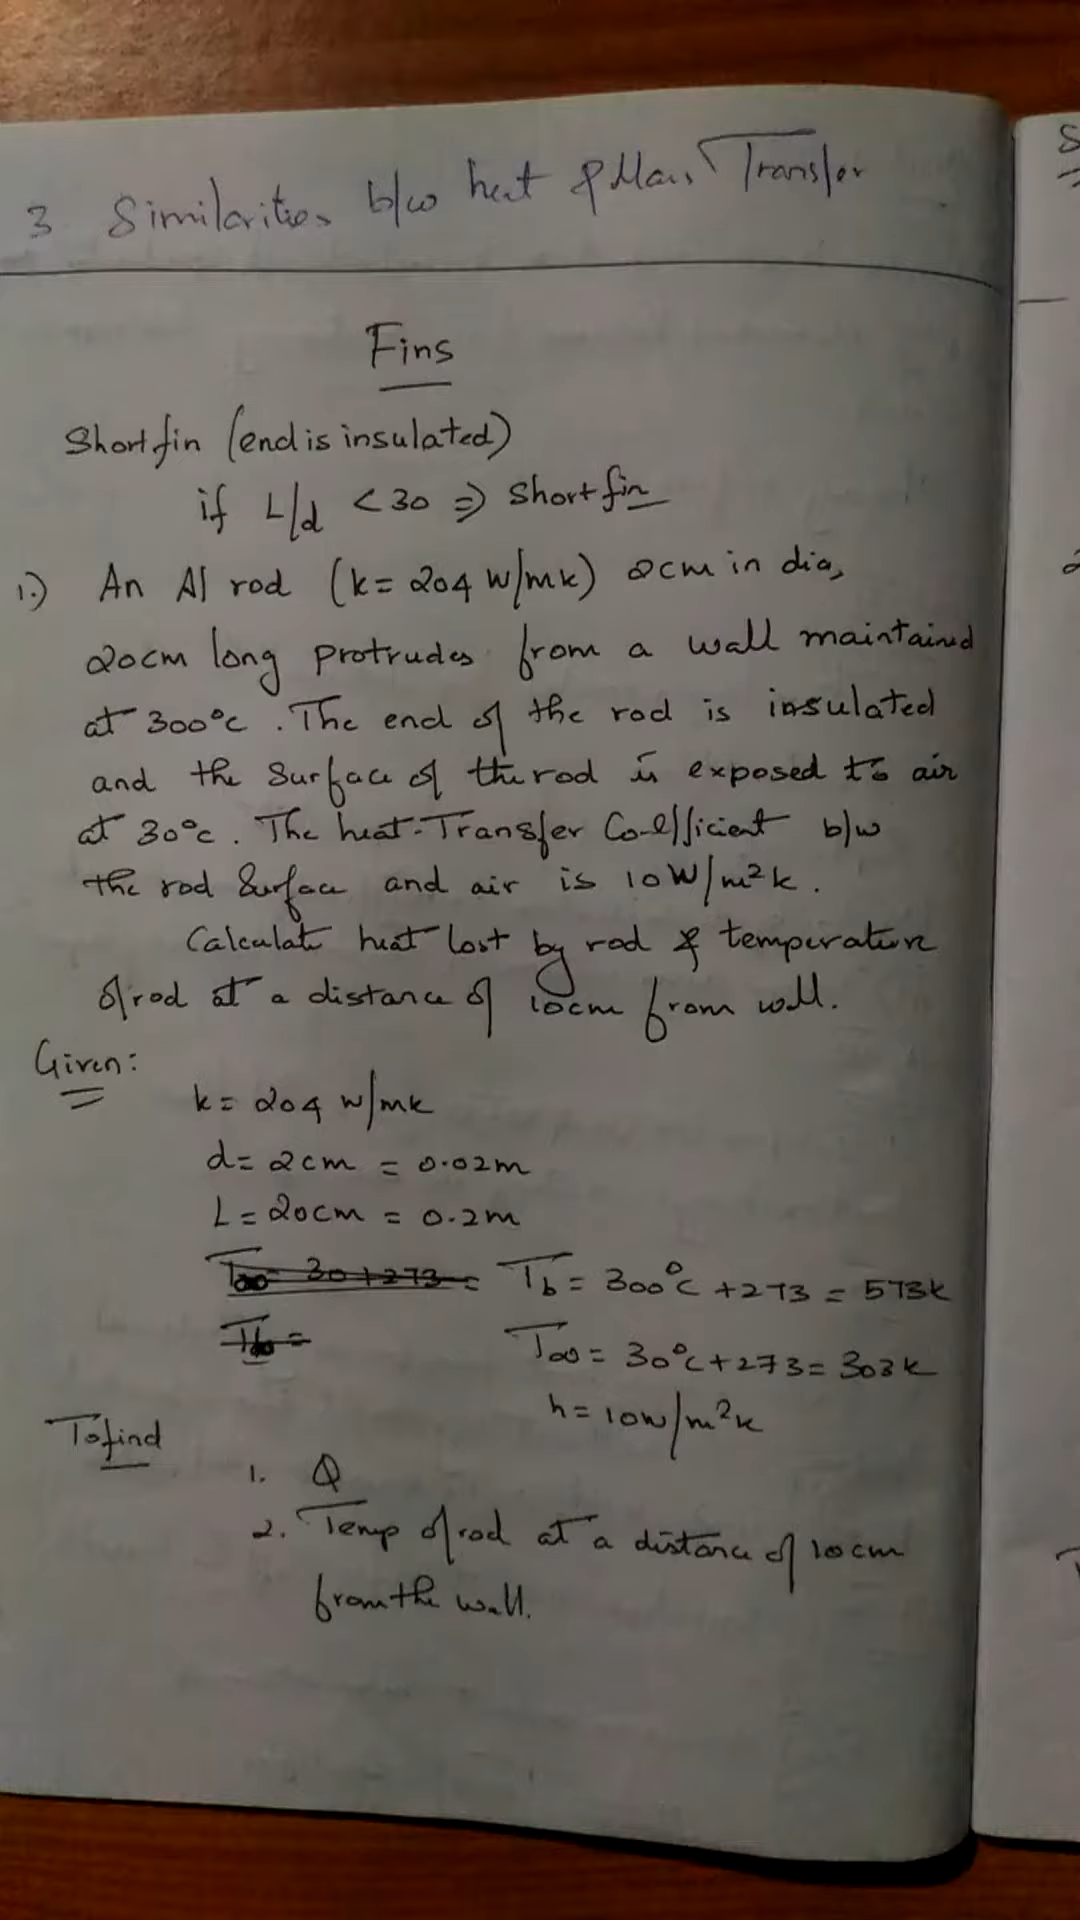 3 Similarities b/w heat & Mass Transfer
Fins
Short fin (end is insulated)
if L/d < 30 => Short fin
1.) An Al rod (k = 204 W/mk) 2cm in dia,
20cm long protrudes from a wall maintained
at 300°c. The end of the rod is insulated
and the Surface of the rod is exposed to air
at 30°c. The heat-Transfer Co-efficient b/w
the rod Surface and air is 10W/m²k.
Calculate heat lost by rod & temperature
of rod at a distance of 10cm from wall.
Given:
k = 204 W/mk
d = 2cm = 0.02m
L = 20cm = 0.2m
T∞ = 30+273 = Tb = 300°c +273 = 573k
T∞ = 30°c+273 = 303k
h = 10W/m²k
To find
1. Q
2. Temp of rod at a distance of 10cm
from the wall.